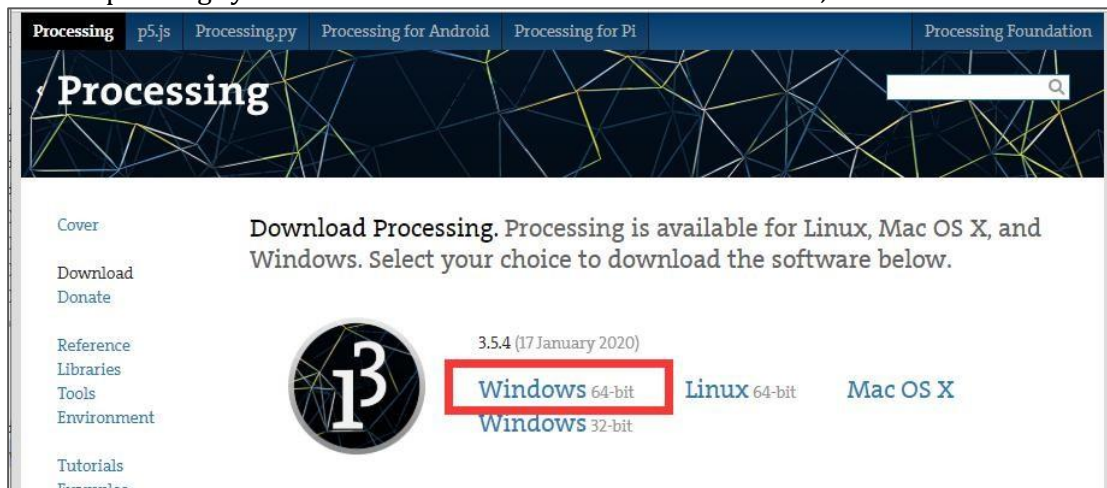 Processing p5.js Processing.py Processing for Android Processing for Pi Processing Foundation
Processing
Cover
Download Processing. Processing is available for Linux, Mac OS X, and
Windows. Select your choice to download the software below.
Download
Donate
Reference
Libraries
Tools
Environment
Tutorials
3.5.4 (17 January 2020)
3
Windows 64-bit Linux 64-bit Mac OS X
Windows 32-bit